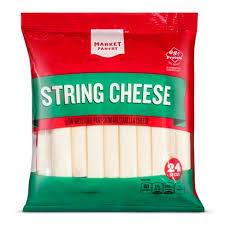 MARKET
PANTRY
STRING CHEESE
LOW-MOISTURE PART-SKIM MOZZARELLA CHEESE
24